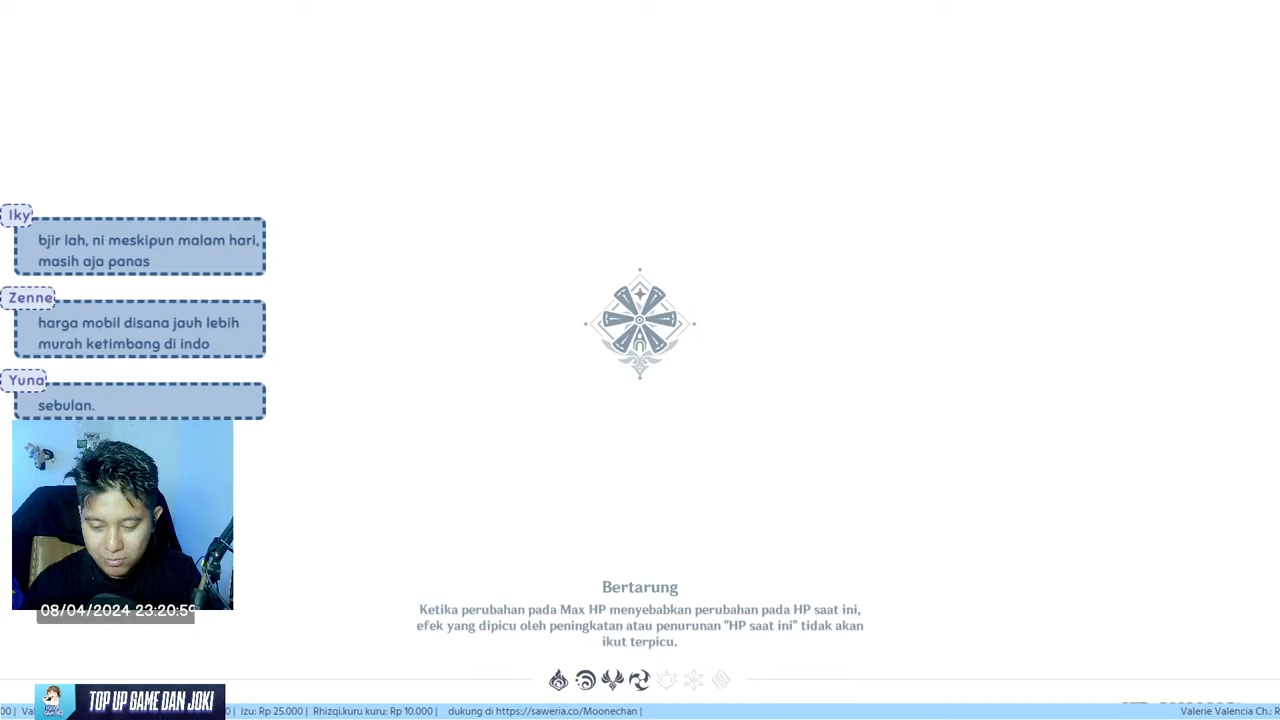 Iky
bjir lah, ni meskipun malam hari,
masih aja panas
Zenne
harga mobil disana jauh lebih
murah ketimbang di indo
Yuna
sebulan.
08/04/2024 23:20:59
Bertarung
Ketika perubahan pada Max HP menyebabkan perubahan pada HP saat ini,
efek yang dipicu oleh peningkatan atau penurunan "HP saat ini" tidak akan
ikut terpicu.
TOP UP GAME DAN JOKI
00 | Val 0 | Izu: Rp 25.000 | Rhizqi.kuru kuru: Rp 10.000 | dukung di https://saweria.co/Moonechan | Valerie Valencia Ch.: R